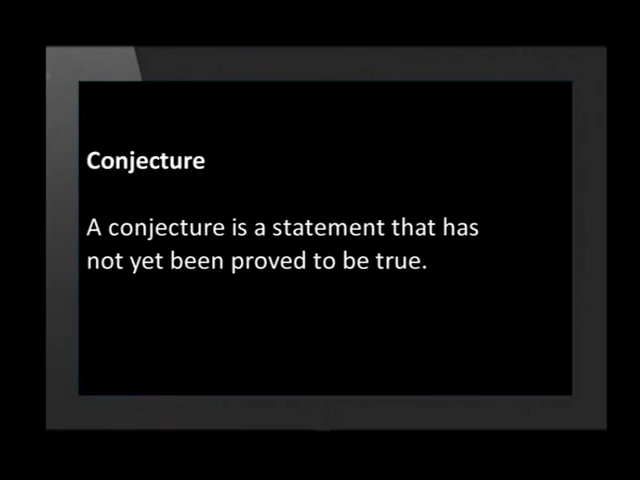 Conjecture
A conjecture is a statement that has
not yet been proved to be true.